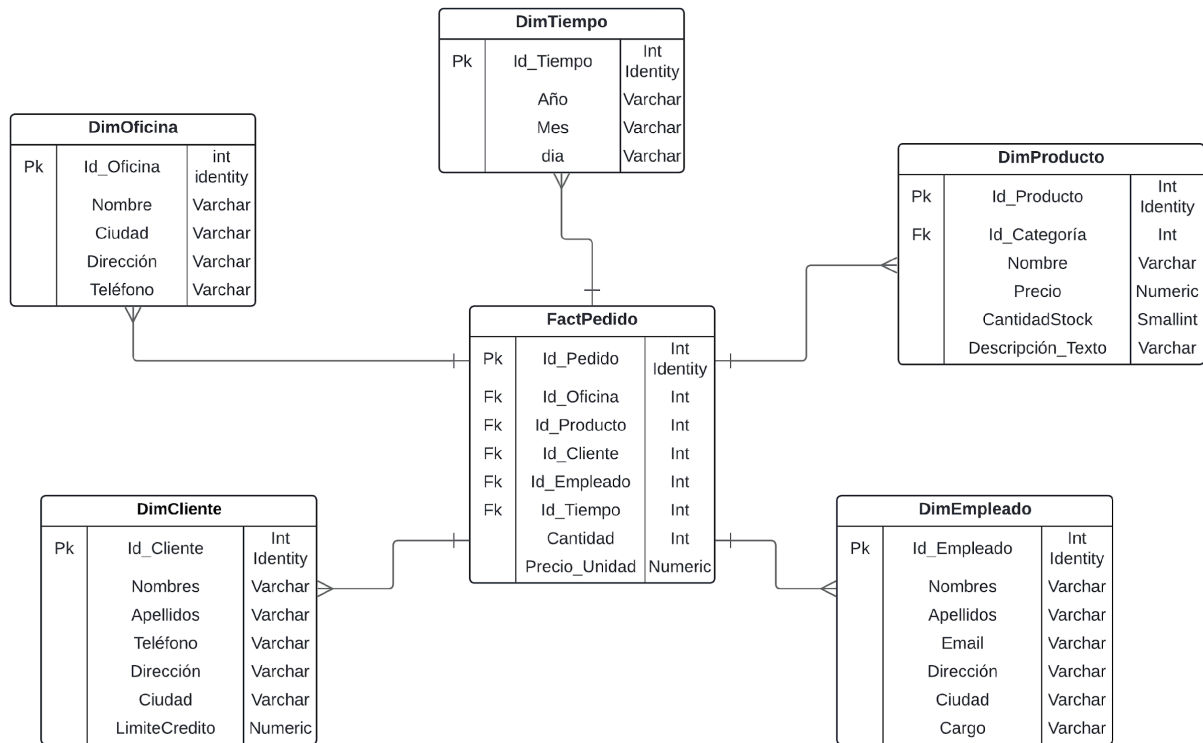 DimTiempo
Pk Id_Tiempo Int Identity
Año Varchar
Mes Varchar
dia Varchar
DimOficina
Pk Id_Oficina int identity
Nombre Varchar
Ciudad Varchar
Dirección Varchar
Teléfono Varchar
DimProducto
Pk Id_Producto Int Identity
Fk Id_Categoría Int
Nombre Varchar
Precio Numeric
CantidadStock Smallint
Descripción_Texto Varchar
FactPedido
Pk Id_Pedido Int Identity
Fk Id_Oficina Int
Fk Id_Producto Int
Fk Id_Cliente Int
Fk Id_Empleado Int
Fk Id_Tiempo Int
Cantidad Int
Precio_Unidad Numeric
DimCliente
Pk Id_Cliente Int Identity
Nombres Varchar
Apellidos Varchar
Teléfono Varchar
Dirección Varchar
Ciudad Varchar
LimiteCredito Numeric
DimEmpleado
Pk Id_Empleado Int Identity
Nombres Varchar
Apellidos Varchar
Email Varchar
Dirección Varchar
Ciudad Varchar
Cargo Varchar